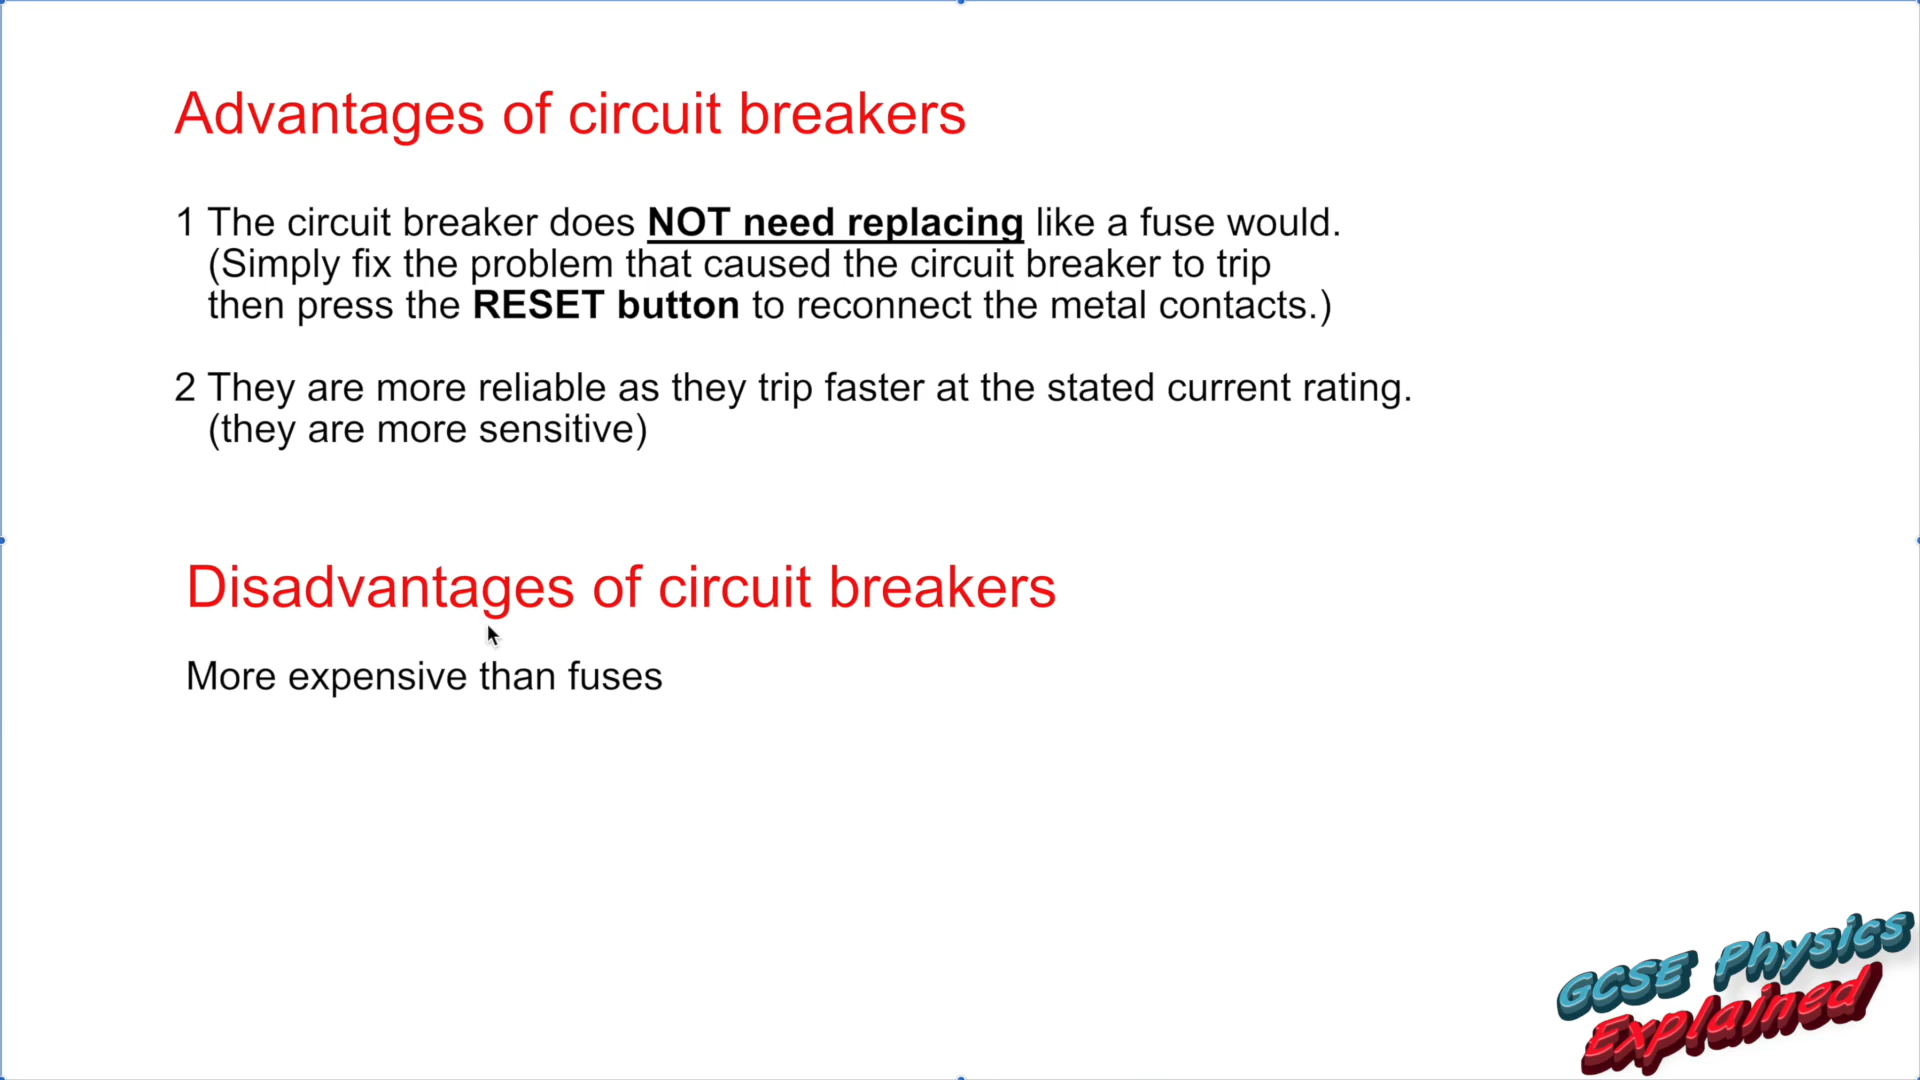 Advantages of circuit breakers
1 The circuit breaker does NOT need replacing like a fuse would.
(Simply fix the problem that caused the circuit breaker to trip
then press the RESET button to reconnect the metal contacts.)
2 They are more reliable as they trip faster at the stated current rating.
(they are more sensitive)
Disadvantages of circuit breakers
More expensive than fuses
GCSE Physics
Explained